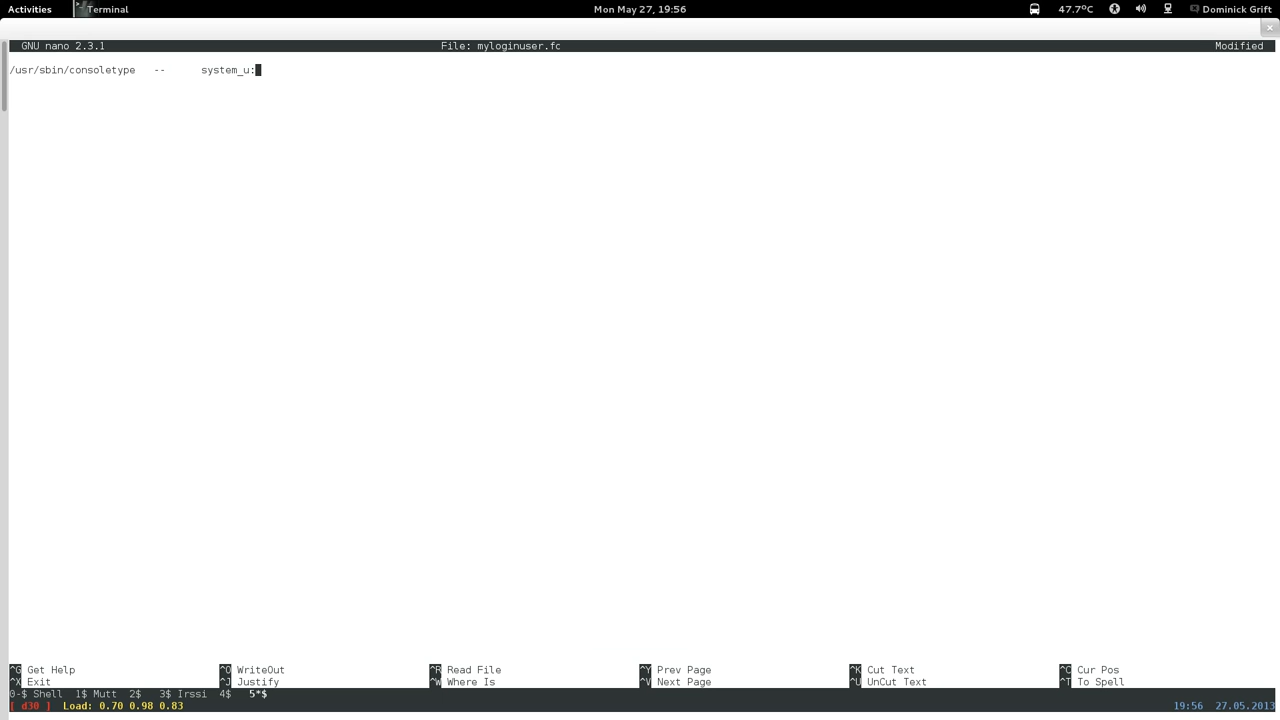 Activities Terminal Mon May 27, 19:56 47.7°C Dominick Grift
GNU nano 2.3.1 File: myloginuser.fc Modified
/usr/sbin/consoletype -- system_u:
^G Get Help ^O WriteOut ^R Read File ^Y Prev Page ^K Cut Text ^C Cur Pos
^X Exit ^J Justify ^W Where Is ^V Next Page ^U UnCut Text ^T To Spell
0-$ Shell 1$ Mutt 2$ 3$ Irssi 4$ 5*$
[ d30 ] Load: 0.70 0.98 0.83 19:56 27.05.2013